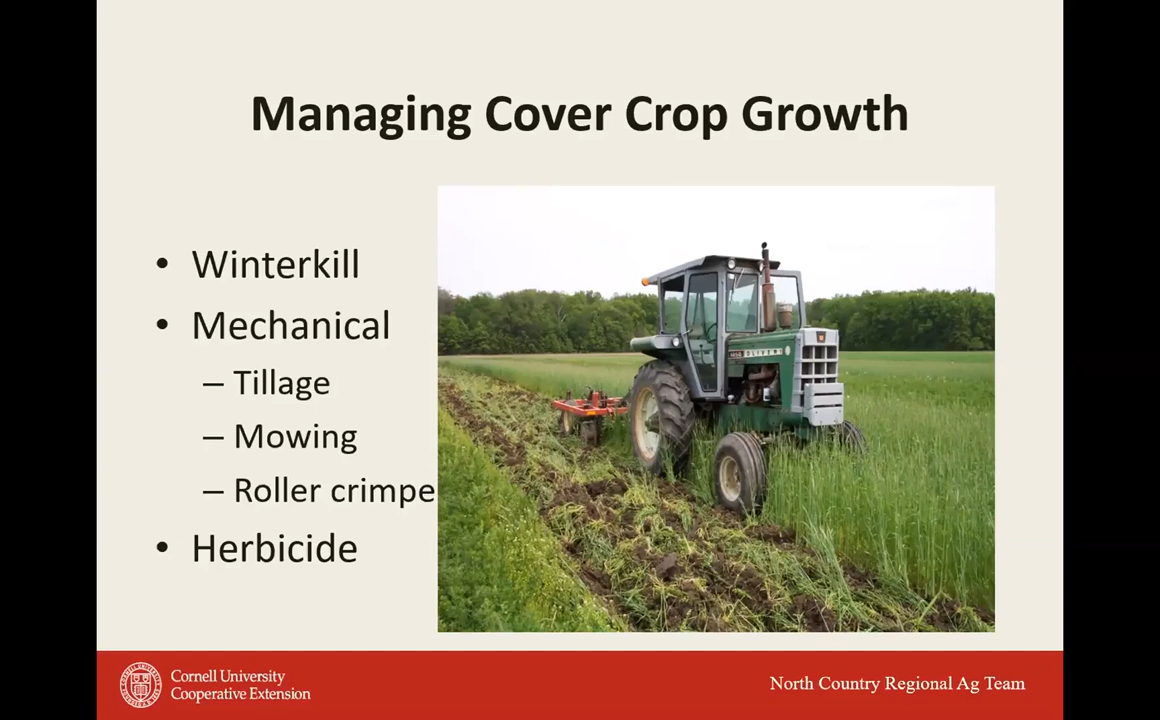 Managing Cover Crop Growth
• Winterkill
• Mechanical
– Tillage
– Mowing
– Roller crimpe
• Herbicide
OLIVER
Cornell University
Cooperative Extension
North Country Regional Ag Team